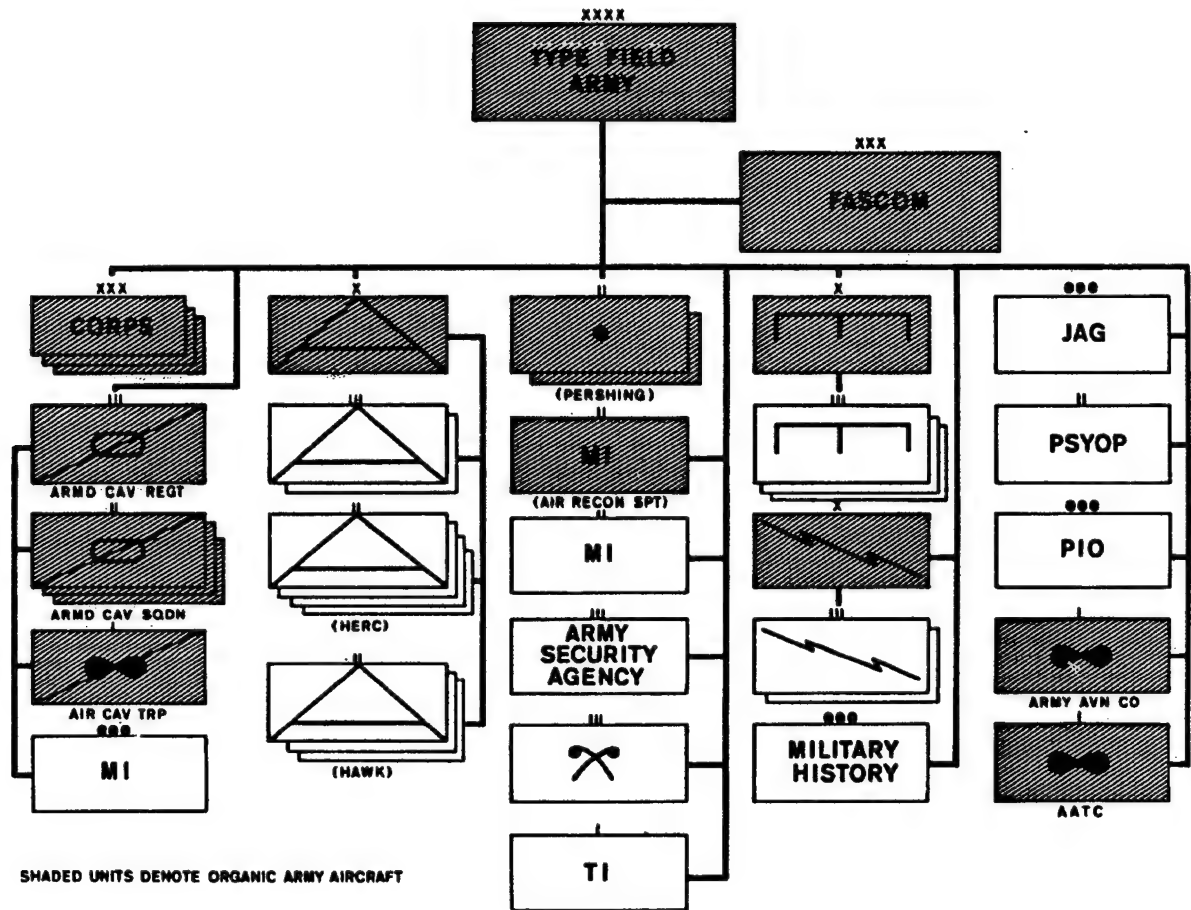 XXXX
TYPE FIELD
ARMY
XXX
FASCOM
XXX
CORPS
III
ARMD CAV REGT
II
ARMD CAV SQDN
I
AIR CAV TRP
●●●
MI
X
III
II
(HERC)
II
(HAWK)
II
(PERSHING)
II
MI
(AIR RECON SPT)
II
MI
III
ARMY
SECURITY
AGENCY
III
I
TI
X
III
X
III
●●●
MILITARY
HISTORY
●●●
JAG
II
PSYOP
●●●
PIO
I
ARMY AVN CO
I
AATC
SHADED UNITS DENOTE ORGANIC ARMY AIRCRAFT